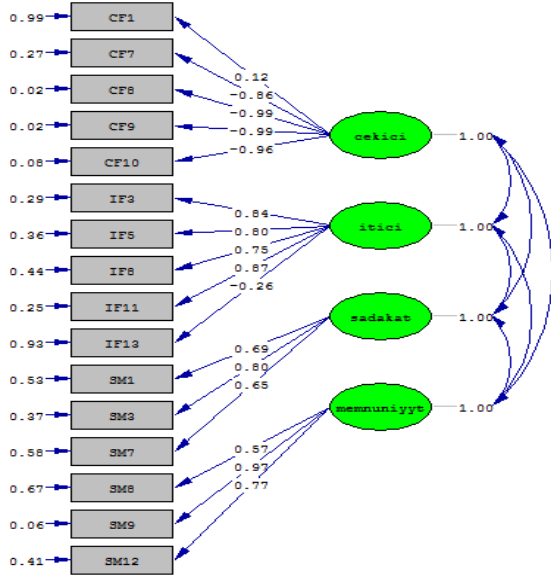 0.99 CF1
0.27 CF7
0.02 CF8
0.02 CF9
0.08 CF10
0.29 IF3
0.36 IF5
0.44 IF8
0.25 IF11
0.93 IF13
0.53 SM1
0.37 SM3
0.58 SM7
0.67 SM8
0.06 SM9
0.41 SM12
0.12
-0.86
-0.99
-0.99
-0.96
0.84
0.80
0.75
0.87
-0.26
0.69
0.80
0.65
0.57
0.97
0.77
cekici 1.00
itici 1.00
sadakat 1.00
memnuniyyt 1.00